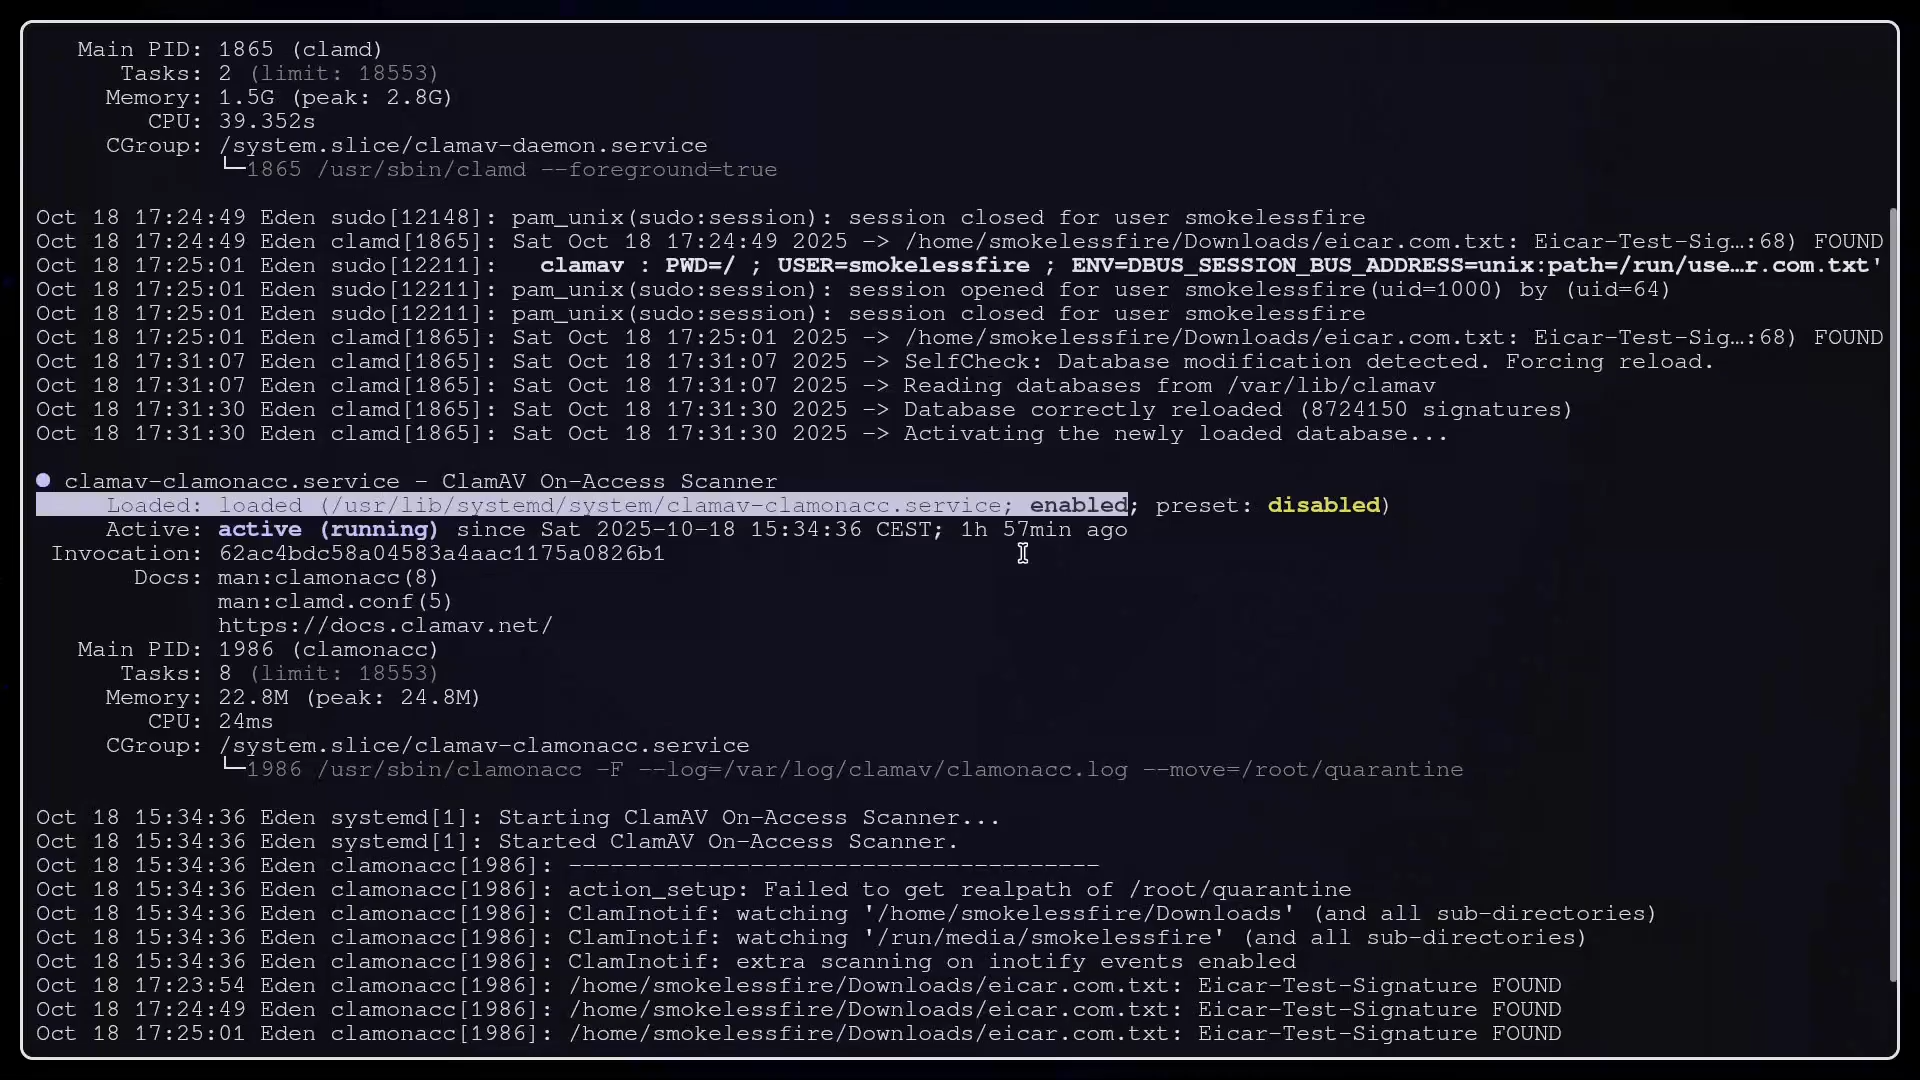 Main PID: 1865 (clamd)
Tasks: 2 (limit: 18553)
Memory: 1.5G (peak: 2.8G)
CPU: 39.352s
CGroup: /system.slice/clamav-daemon.service
└─1865 /usr/sbin/clamd --foreground=true
Oct 18 17:24:49 Eden sudo[12148]: pam_unix(sudo:session): session closed for user smokelessfire
Oct 18 17:24:49 Eden clamd[1865]: Sat Oct 18 17:24:49 2025 -> /home/smokelessfire/Downloads/eicar.com.txt: Eicar-Test-Sig…:68) FOUND
Oct 18 17:25:01 Eden sudo[12211]:   clamav : PWD=/ ; USER=smokelessfire ; ENV=DBUS_SESSION_BUS_ADDRESS=unix:path=/run/use…r.com.txt'
Oct 18 17:25:01 Eden sudo[12211]: pam_unix(sudo:session): session opened for user smokelessfire(uid=1000) by (uid=64)
Oct 18 17:25:01 Eden sudo[12211]: pam_unix(sudo:session): session closed for user smokelessfire
Oct 18 17:25:01 Eden clamd[1865]: Sat Oct 18 17:25:01 2025 -> /home/smokelessfire/Downloads/eicar.com.txt: Eicar-Test-Sig…:68) FOUND
Oct 18 17:31:07 Eden clamd[1865]: Sat Oct 18 17:31:07 2025 -> SelfCheck: Database modification detected. Forcing reload.
Oct 18 17:31:07 Eden clamd[1865]: Sat Oct 18 17:31:07 2025 -> Reading databases from /var/lib/clamav
Oct 18 17:31:30 Eden clamd[1865]: Sat Oct 18 17:31:30 2025 -> Database correctly reloaded (8724150 signatures)
Oct 18 17:31:30 Eden clamd[1865]: Sat Oct 18 17:31:30 2025 -> Activating the newly loaded database...
● clamav-clamonacc.service - ClamAV On-Access Scanner
Loaded: loaded (/usr/lib/systemd/system/clamav-clamonacc.service; enabled; preset: disabled)
Active: active (running) since Sat 2025-10-18 15:34:36 CEST; 1h 57min ago
Invocation: 62ac4bdc58a04583a4aac1175a0826b1
Docs: man:clamonacc(8)
man:clamd.conf(5)
https://docs.clamav.net/
Main PID: 1986 (clamonacc)
Tasks: 8 (limit: 18553)
Memory: 22.8M (peak: 24.8M)
CPU: 24ms
CGroup: /system.slice/clamav-clamonacc.service
└─1986 /usr/sbin/clamonacc -F --log=/var/log/clamav/clamonacc.log --move=/root/quarantine
Oct 18 15:34:36 Eden systemd[1]: Starting ClamAV On-Access Scanner...
Oct 18 15:34:36 Eden systemd[1]: Started ClamAV On-Access Scanner.
Oct 18 15:34:36 Eden clamonacc[1986]: --------------------------------------
Oct 18 15:34:36 Eden clamonacc[1986]: action_setup: Failed to get realpath of /root/quarantine
Oct 18 15:34:36 Eden clamonacc[1986]: ClamInotif: watching '/home/smokelessfire/Downloads' (and all sub-directories)
Oct 18 15:34:36 Eden clamonacc[1986]: ClamInotif: watching '/run/media/smokelessfire' (and all sub-directories)
Oct 18 15:34:36 Eden clamonacc[1986]: ClamInotif: extra scanning on inotify events enabled
Oct 18 17:23:54 Eden clamonacc[1986]: /home/smokelessfire/Downloads/eicar.com.txt: Eicar-Test-Signature FOUND
Oct 18 17:24:49 Eden clamonacc[1986]: /home/smokelessfire/Downloads/eicar.com.txt: Eicar-Test-Signature FOUND
Oct 18 17:25:01 Eden clamonacc[1986]: /home/smokelessfire/Downloads/eicar.com.txt: Eicar-Test-Signature FOUND